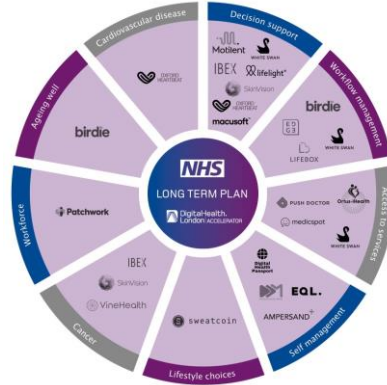 Cardiovascular disease
OXFORD
HEARTBEAT
Decision support
Motilent
WHITE SWAN
IBEX
lifelight®
SkinVision
OXFORD
HEARTBEAT
macusoft®
Workflow management
birdie
EDGE
WHITE SWAN
LIFEBOX
Access to services
PUSH DOCTOR
Ortus-iHealth
medicspot
WHITE SWAN
Self management
Digital
Health
Passport
EQL.
AMPERSAND+
Lifestyle choices
sweatcoin
Cancer
IBEX
SkinVision
VineHealth
Workforce
Patchwork
Ageing well
birdie
NHS
LONG TERM PLAN
DigitalHealth.
London ACCELERATOR